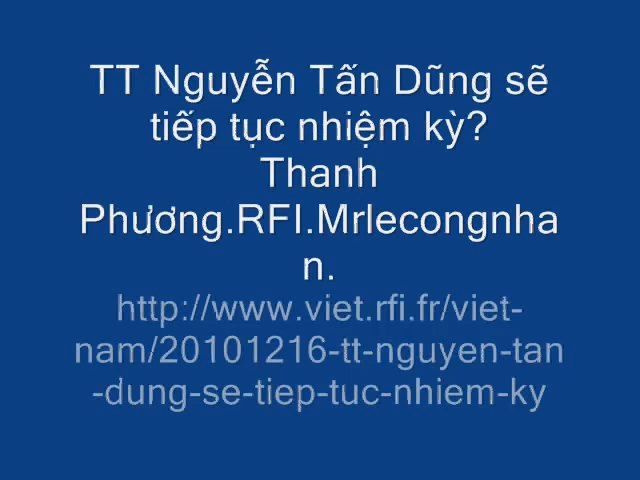 TT Nguyễn Tấn Dũng sẽ
tiếp tục nhiệm kỳ?
Thanh
Phương.RFI.Mrlecongnha
n.
http://www.viet.rfi.fr/viet-
nam/20101216-tt-nguyen-tan
-dung-se-tiep-tuc-nhiem-ky